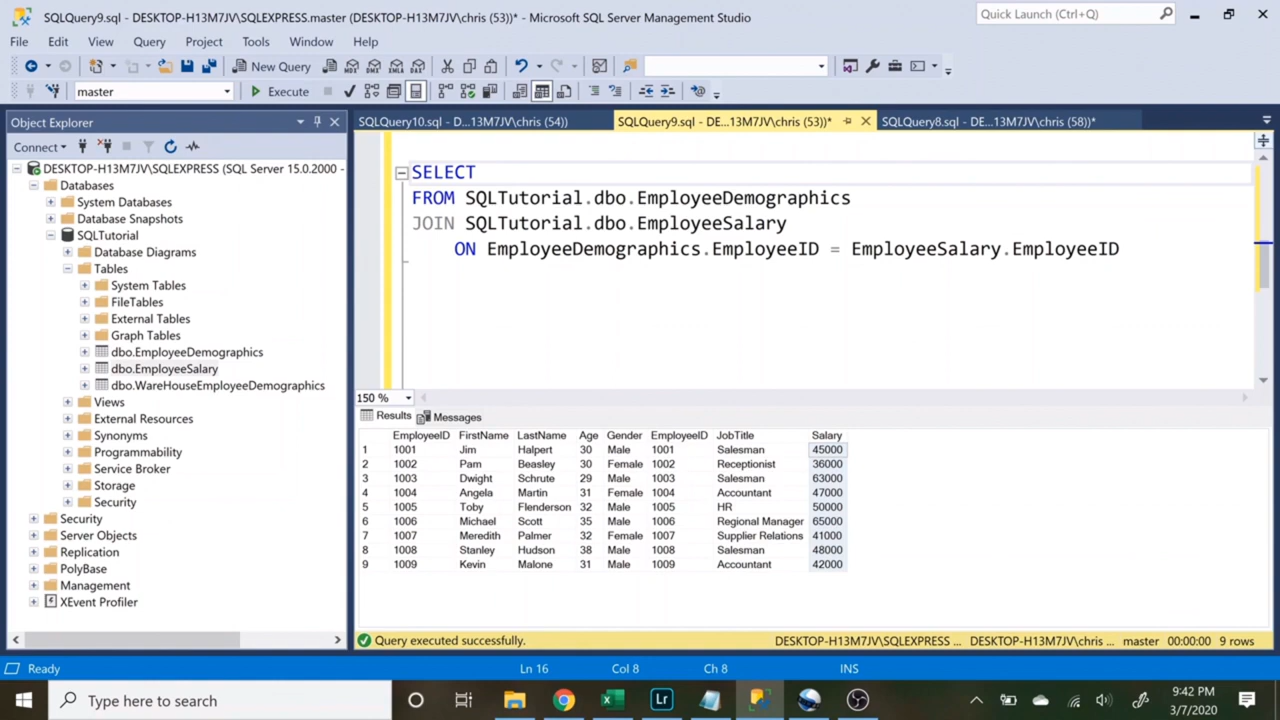 SQLQuery9.sql - DESKTOP-H13M7JV\SQLEXPRESS.master (DESKTOP-H13M7JV\chris (53))* - Microsoft SQL Server Management Studio
Quick Launch (Ctrl+Q)
File Edit View Query Project Tools Window Help
New Query
master Execute
Object Explorer
SQLQuery10.sql - D...13M7JV\chris (54))
SQLQuery9.sql - DE...13M7JV\chris (53))*
SQLQuery8.sql - DE...13M7JV\chris (58))*
Connect
DESKTOP-H13M7JV\SQLEXPRESS (SQL Server 15.0.2000 -
Databases
System Databases
Database Snapshots
SQLTutorial
Database Diagrams
Tables
System Tables
FileTables
External Tables
Graph Tables
dbo.EmployeeDemographics
dbo.EmployeeSalary
dbo.WareHouseEmployeeDemographics
Views
External Resources
Synonyms
Programmability
Service Broker
Storage
Security
Security
Server Objects
Replication
PolyBase
Management
XEvent Profiler
SELECT
FROM SQLTutorial.dbo.EmployeeDemographics
JOIN SQLTutorial.dbo.EmployeeSalary
ON EmployeeDemographics.EmployeeID = EmployeeSalary.EmployeeID
150 %
Results Messages
EmployeeID FirstName LastName Age Gender EmployeeID JobTitle Salary
1 1001 Jim Halpert 30 Male 1001 Salesman 45000
2 1002 Pam Beasley 30 Female 1002 Receptionist 36000
3 1003 Dwight Schrute 29 Male 1003 Salesman 63000
4 1004 Angela Martin 31 Female 1004 Accountant 47000
5 1005 Toby Flenderson 32 Male 1005 HR 50000
6 1006 Michael Scott 35 Male 1006 Regional Manager 65000
7 1007 Meredith Palmer 32 Female 1007 Supplier Relations 41000
8 1008 Stanley Hudson 38 Male 1008 Salesman 48000
9 1009 Kevin Malone 31 Male 1009 Accountant 42000
Query executed successfully.
DESKTOP-H13M7JV\SQLEXPRESS ... DESKTOP-H13M7JV\chris ... master 00:00:00 9 rows
Ready Ln 16 Col 8 Ch 8 INS
Type here to search
Lr
9:42 PM
3/7/2020